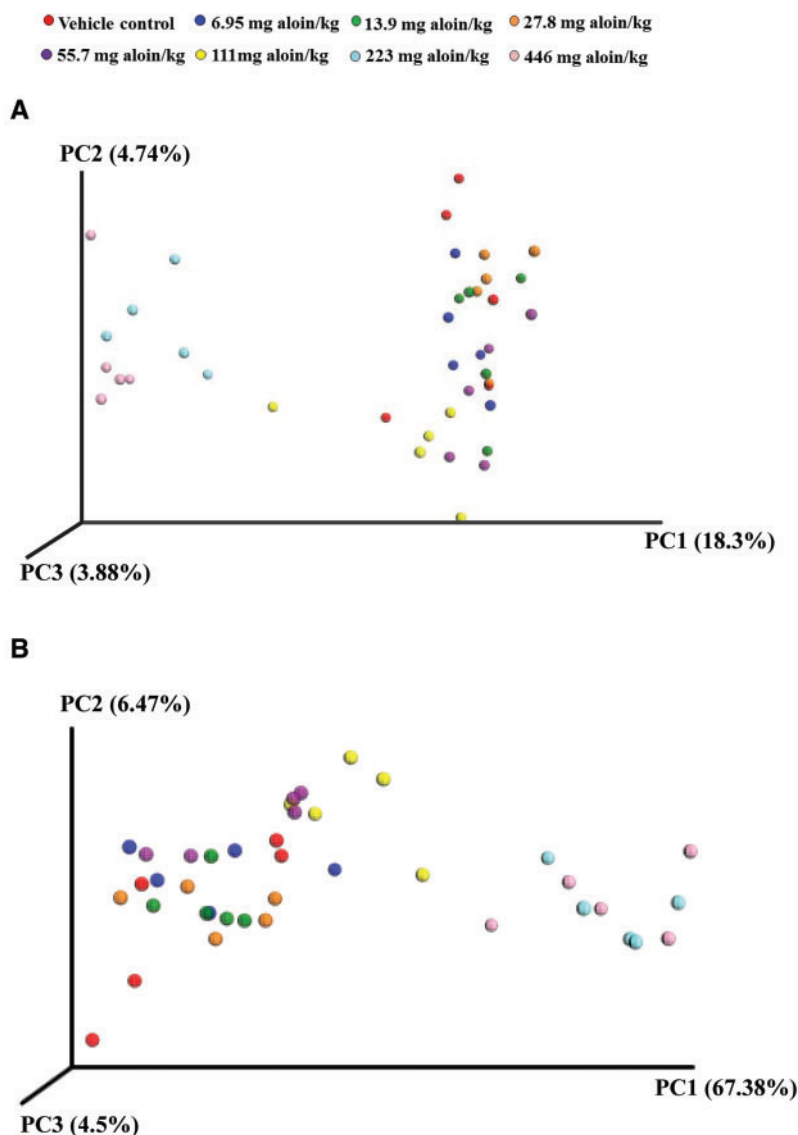 Vehicle control 6.95 mg aloin/kg 13.9 mg aloin/kg 27.8 mg aloin/kg
55.7 mg aloin/kg 111mg aloin/kg 223 mg aloin/kg 446 mg aloin/kg
A
PC2 (4.74%)
PC1 (18.3%)
PC3 (3.88%)
B
PC2 (6.47%)
PC1 (67.38%)
PC3 (4.5%)